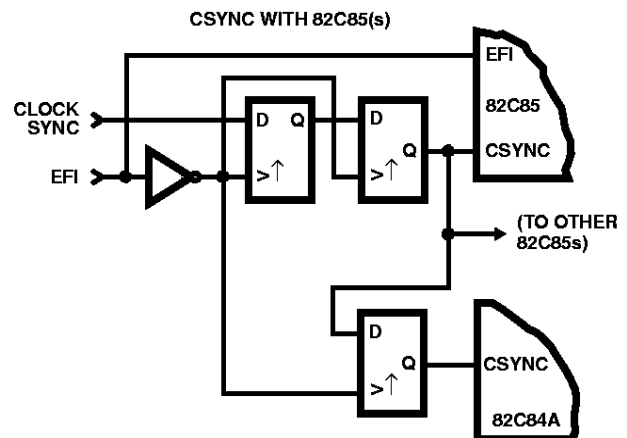 CSYNC WITH 82C85(s)
EFI
82C85
CLOCK
SYNC
D Q
>↑
D
Q
>↑
CSYNC
EFI
(TO OTHER
82C85s)
D
Q
>↑
CSYNC
82C84A